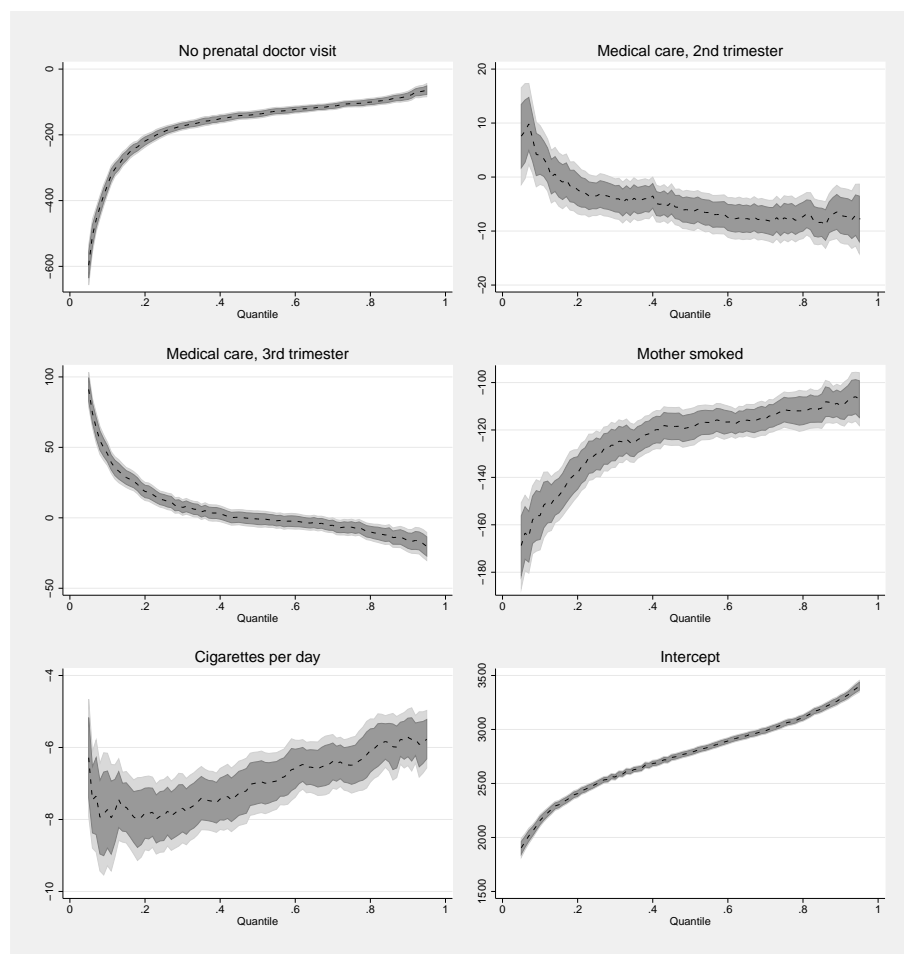 No prenatal doctor visit
0
−200
−400
−600
0 .2 .4 .6 .8 1
Quantile
Medical care, 2nd trimester
20
10
0
−10
−20
0 .2 .4 .6 .8 1
Quantile
Medical care, 3rd trimester
100
50
0
−50
0 .2 .4 .6 .8 1
Quantile
Mother smoked
−100
−120
−140
−160
−180
0 .2 .4 .6 .8 1
Quantile
Cigarettes per day
−4
−6
−8
−10
0 .2 .4 .6 .8 1
Quantile
Intercept
3500
3000
2500
2000
1500
0 .2 .4 .6 .8 1
Quantile